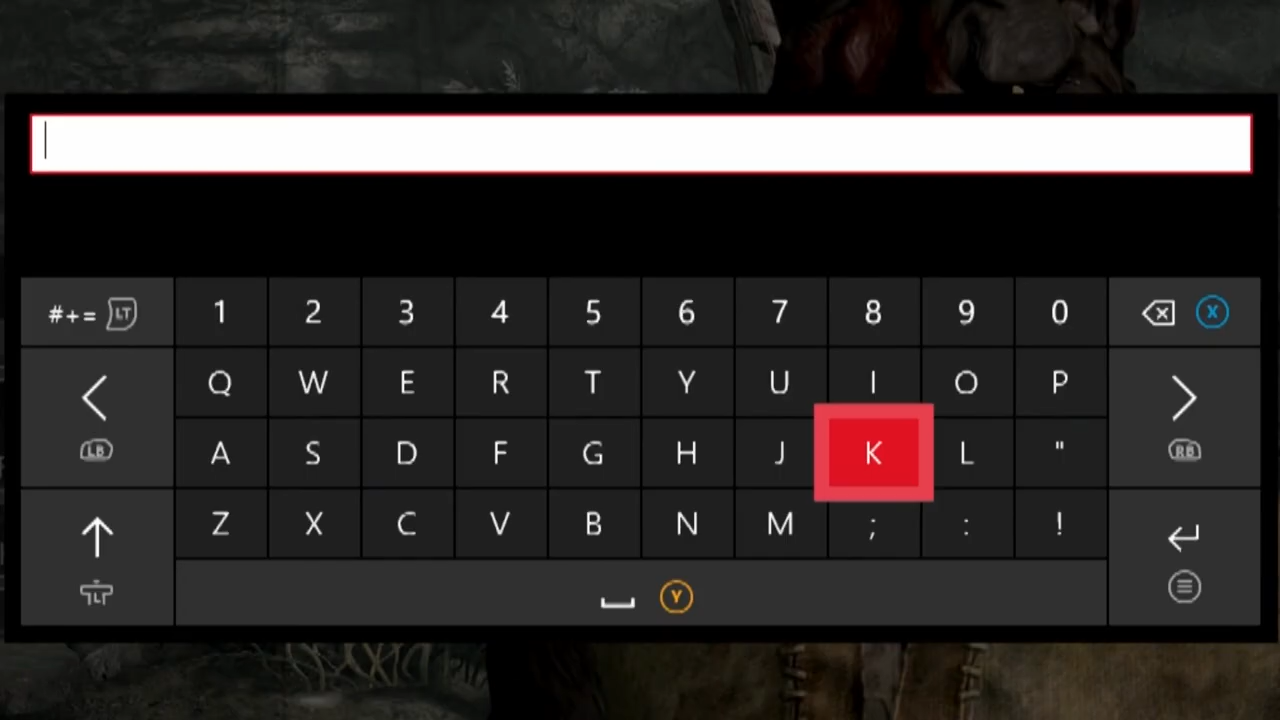 #+= LT 1 2 3 4 5 6 7 8 9 0 X
Q W E R T Y U I O P
LB A S D F G H J K L " RB
Z X C V B N M ; : !
LT Y